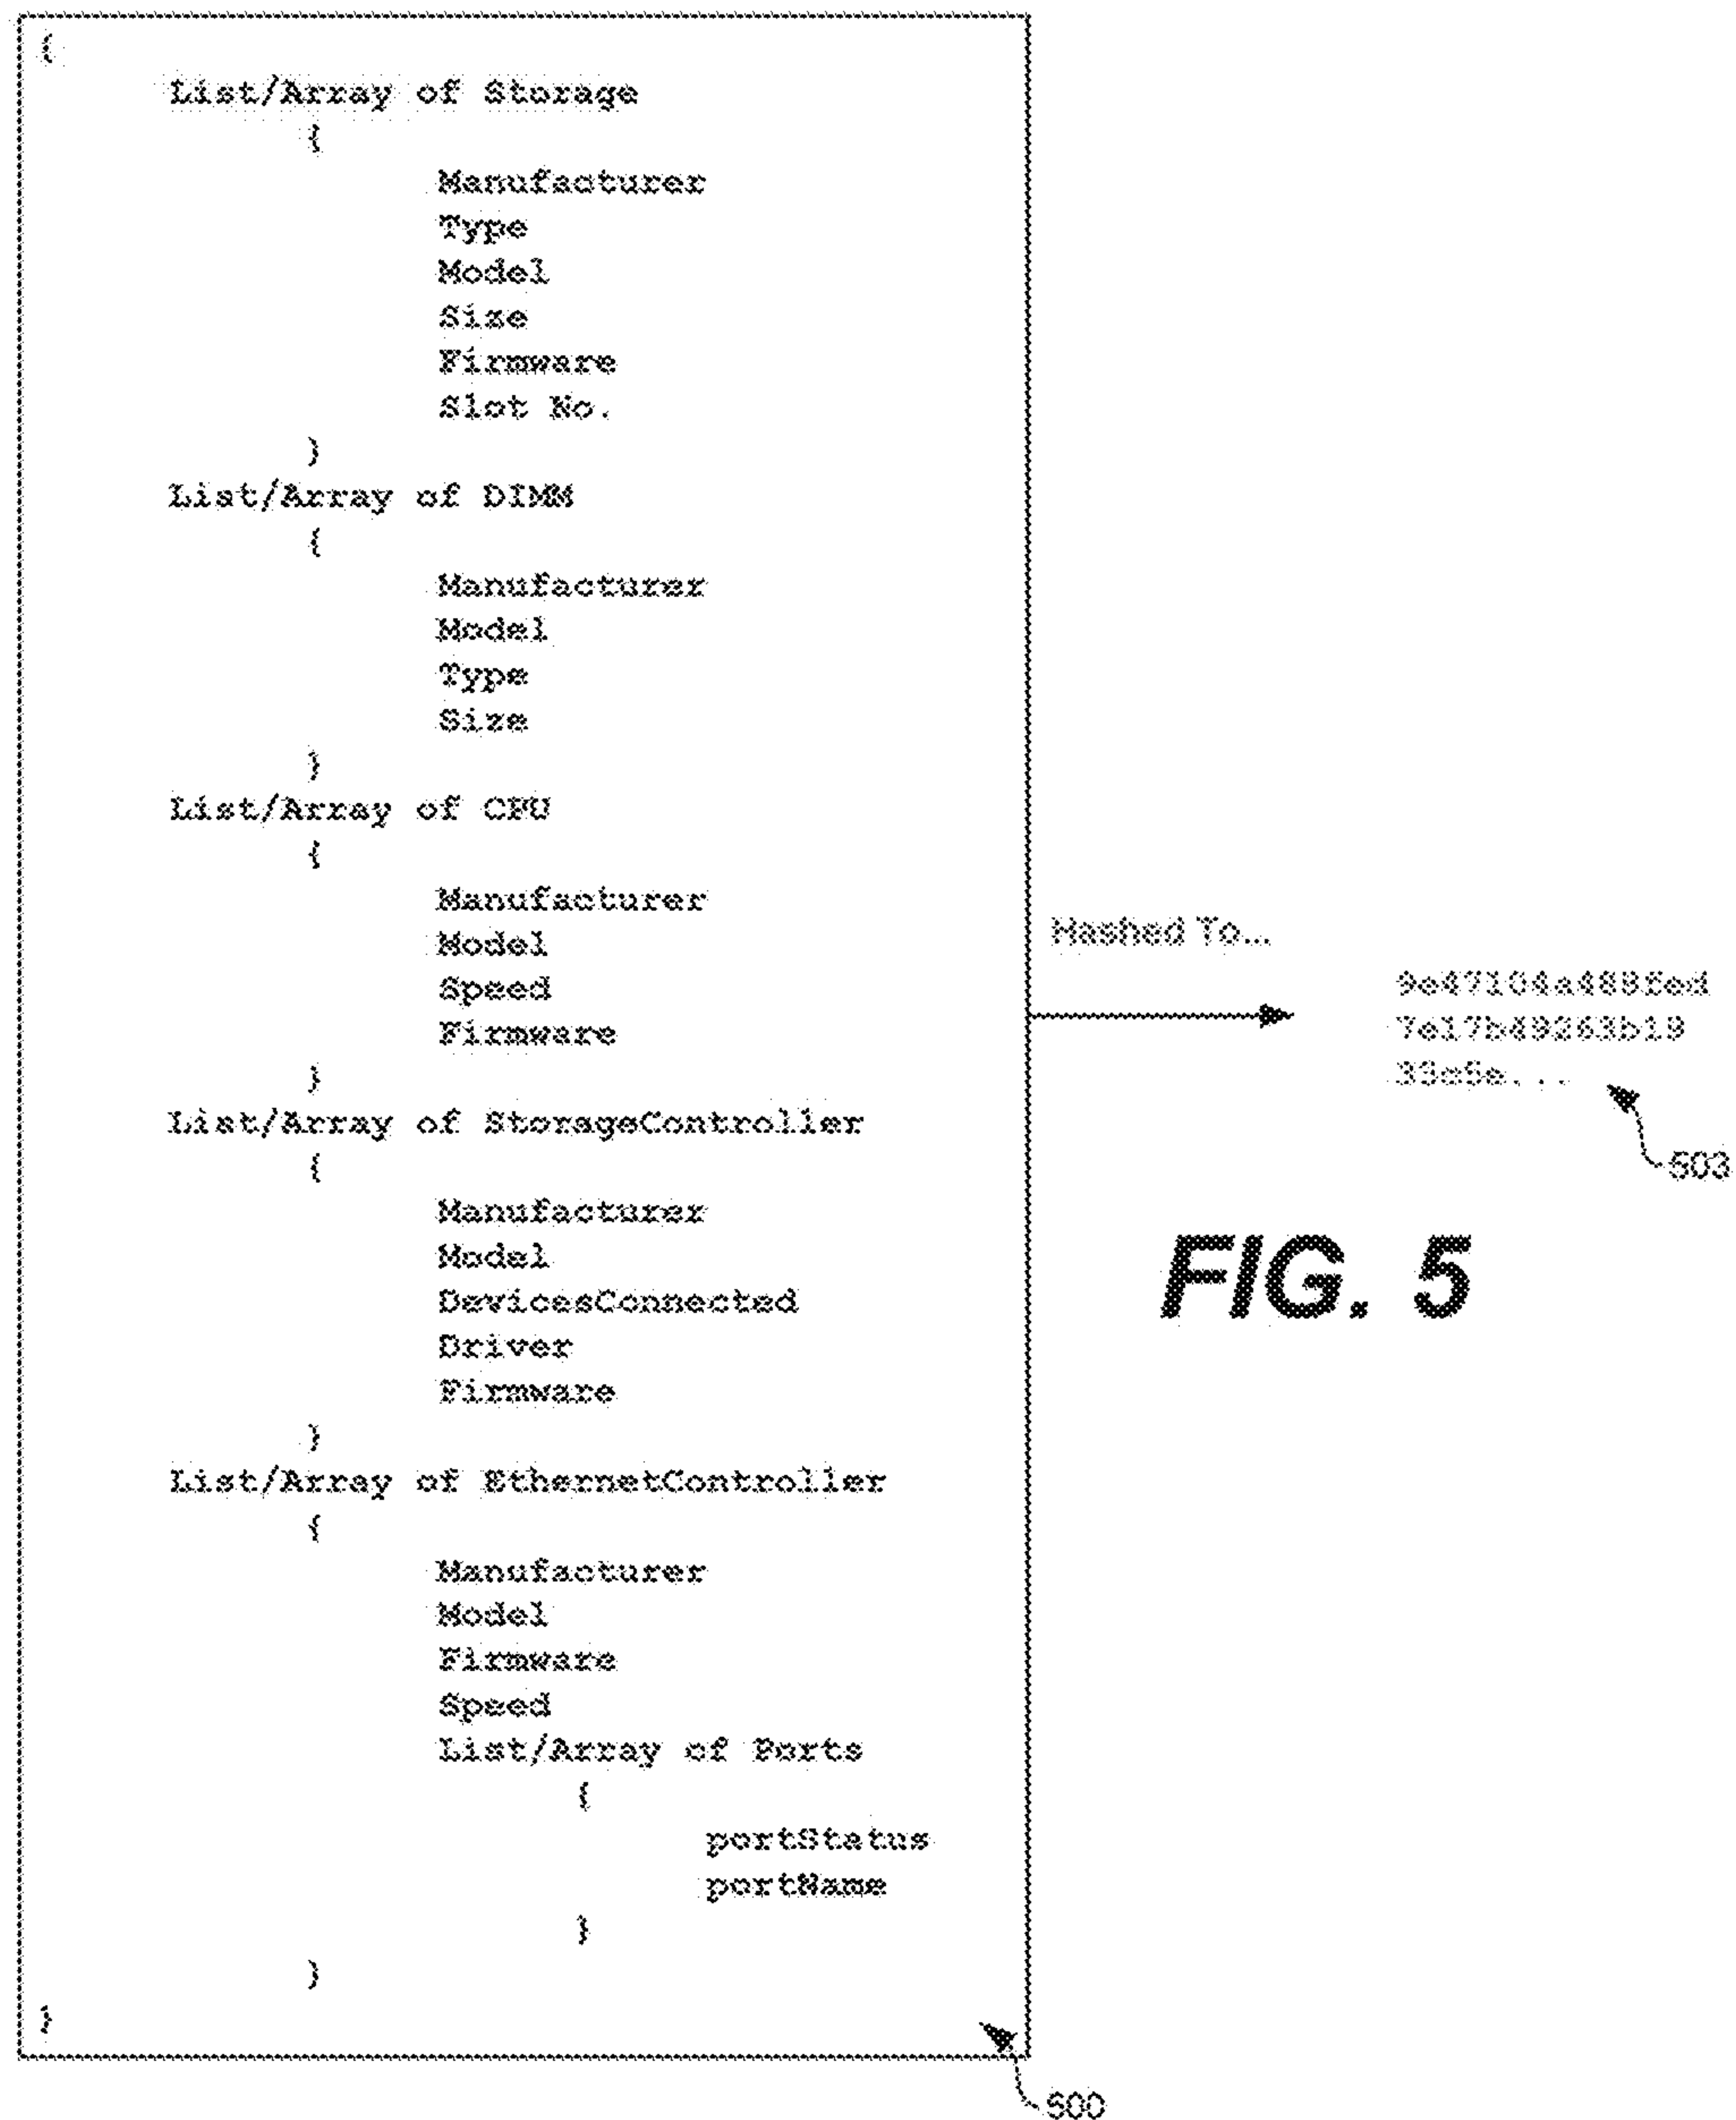 {
List/Array of Storage
{
Manufacturer
Type
Model
Size
Firmware
Slot No.
}
List/Array of DIMM
{
Manufacturer
Model
Type
Size
}
List/Array of CPU
{
Manufacturer
Model
Speed
Firmware
}
List/Array of StorageController
{
Manufacturer
Model
DevicesConnected
Driver
Firmware
}
List/Array of EthernetController
{
Manufacturer
Model
Firmware
Speed
List/Array of Ports
{
portStatus
portName
}
}
}
500
Hashed To...
9e47104a488fed
7e17b49263b19
33c5e...
503
FIG. 5